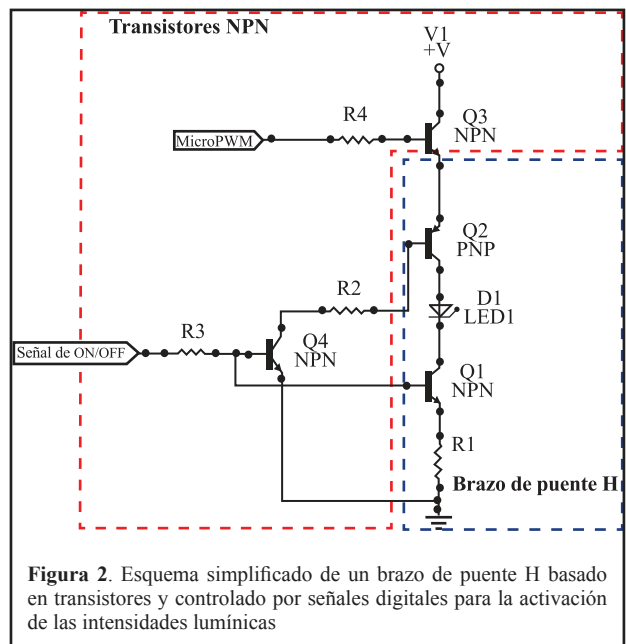 Transistores NPN
V1
+V
R4
Q3
NPN
MicroPWM
Q2
PNP
R2
D1
LED1
R3
Q4
NPN
Señal de ON/OFF
Q1
NPN
R1
Brazo de puente H
Figura 2. Esquema simplificado de un brazo de puente H basado
en transistores y controlado por señales digitales para la activación
de las intensidades lumínicas